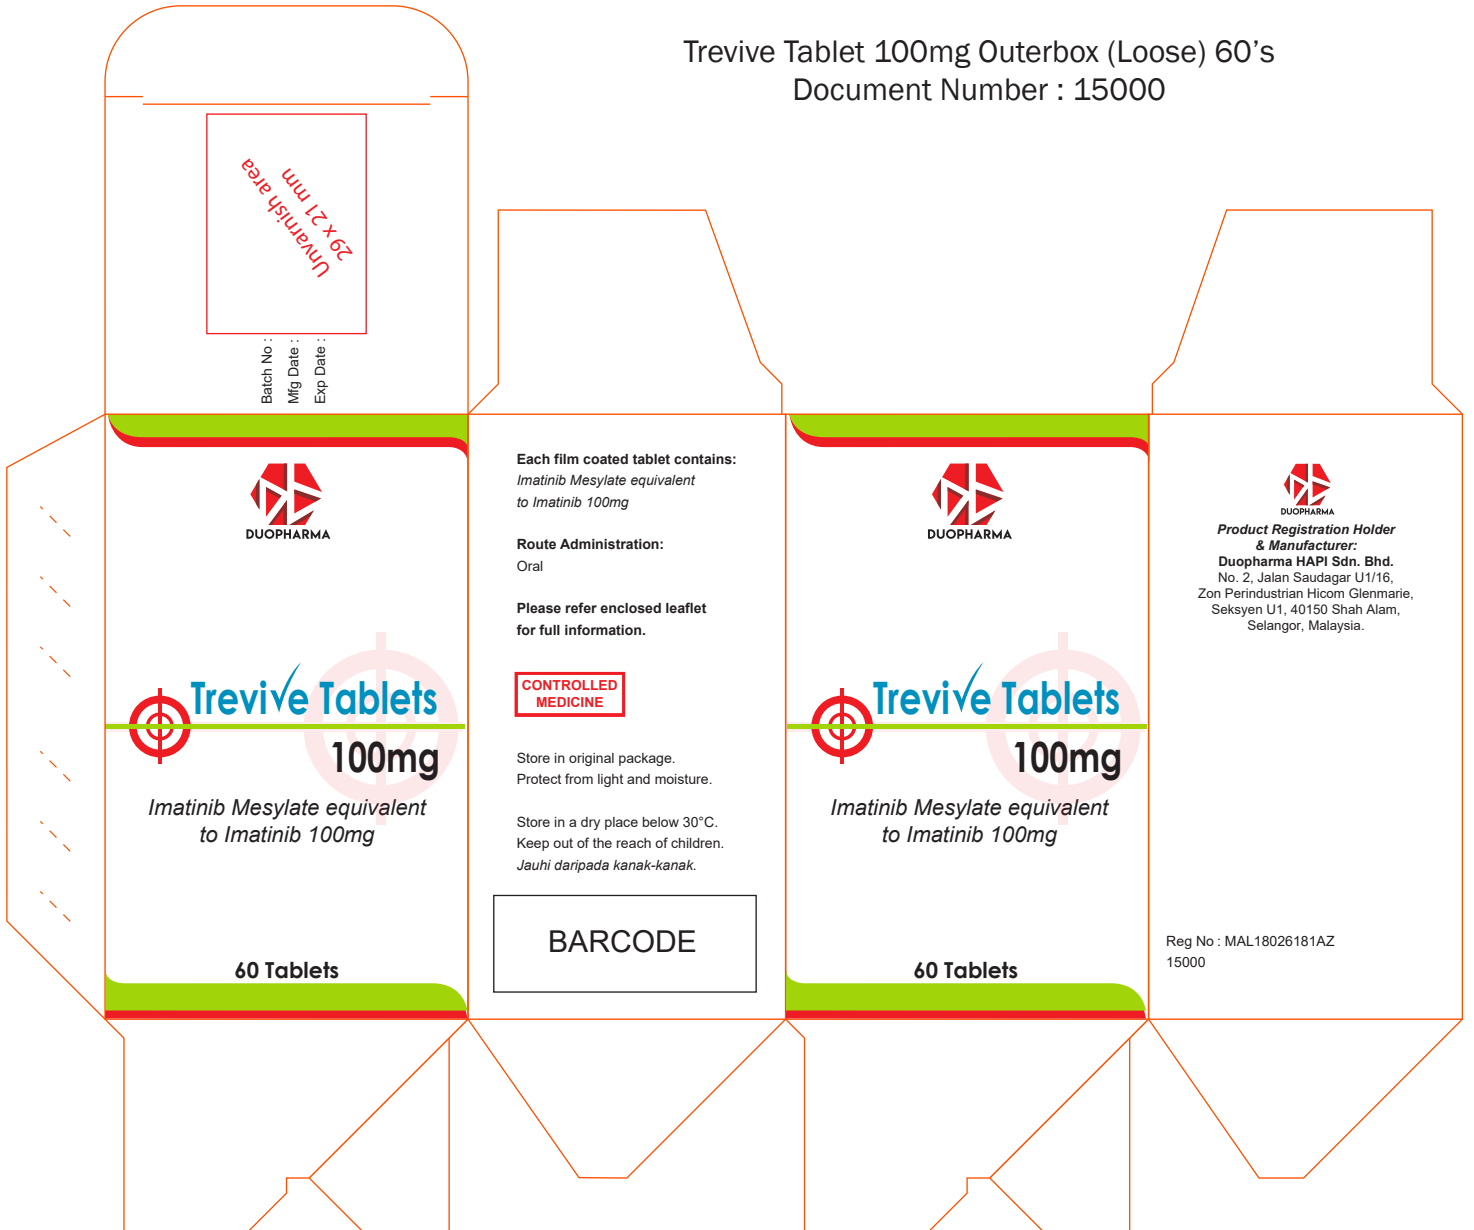 Trevive Tablet 100mg Outerbox (Loose) 60's
Document Number : 15000
Unvarnish area
29 x 21 mm
Batch No :
Mfg Date :
Exp Date :
DUOPHARMA
Trevive Tablets
100mg
Imatinib Mesylate equivalent
to Imatinib 100mg
60 Tablets
Each film coated tablet contains:
Imatinib Mesylate equivalent
to Imatinib 100mg
Route Administration:
Oral
Please refer enclosed leaflet
for full information.
CONTROLLED
MEDICINE
Store in original package.
Protect from light and moisture.
Store in a dry place below 30°C.
Keep out of the reach of children.
Jauhi daripada kanak-kanak.
BARCODE
DUOPHARMA
Trevive Tablets
100mg
Imatinib Mesylate equivalent
to Imatinib 100mg
60 Tablets
DUOPHARMA
Product Registration Holder
& Manufacturer:
Duopharma HAPI Sdn. Bhd.
No. 2, Jalan Saudagar U1/16,
Zon Perindustrian Hicom Glenmarie,
Seksyen U1, 40150 Shah Alam,
Selangor, Malaysia.
Reg No : MAL18026181AZ
15000